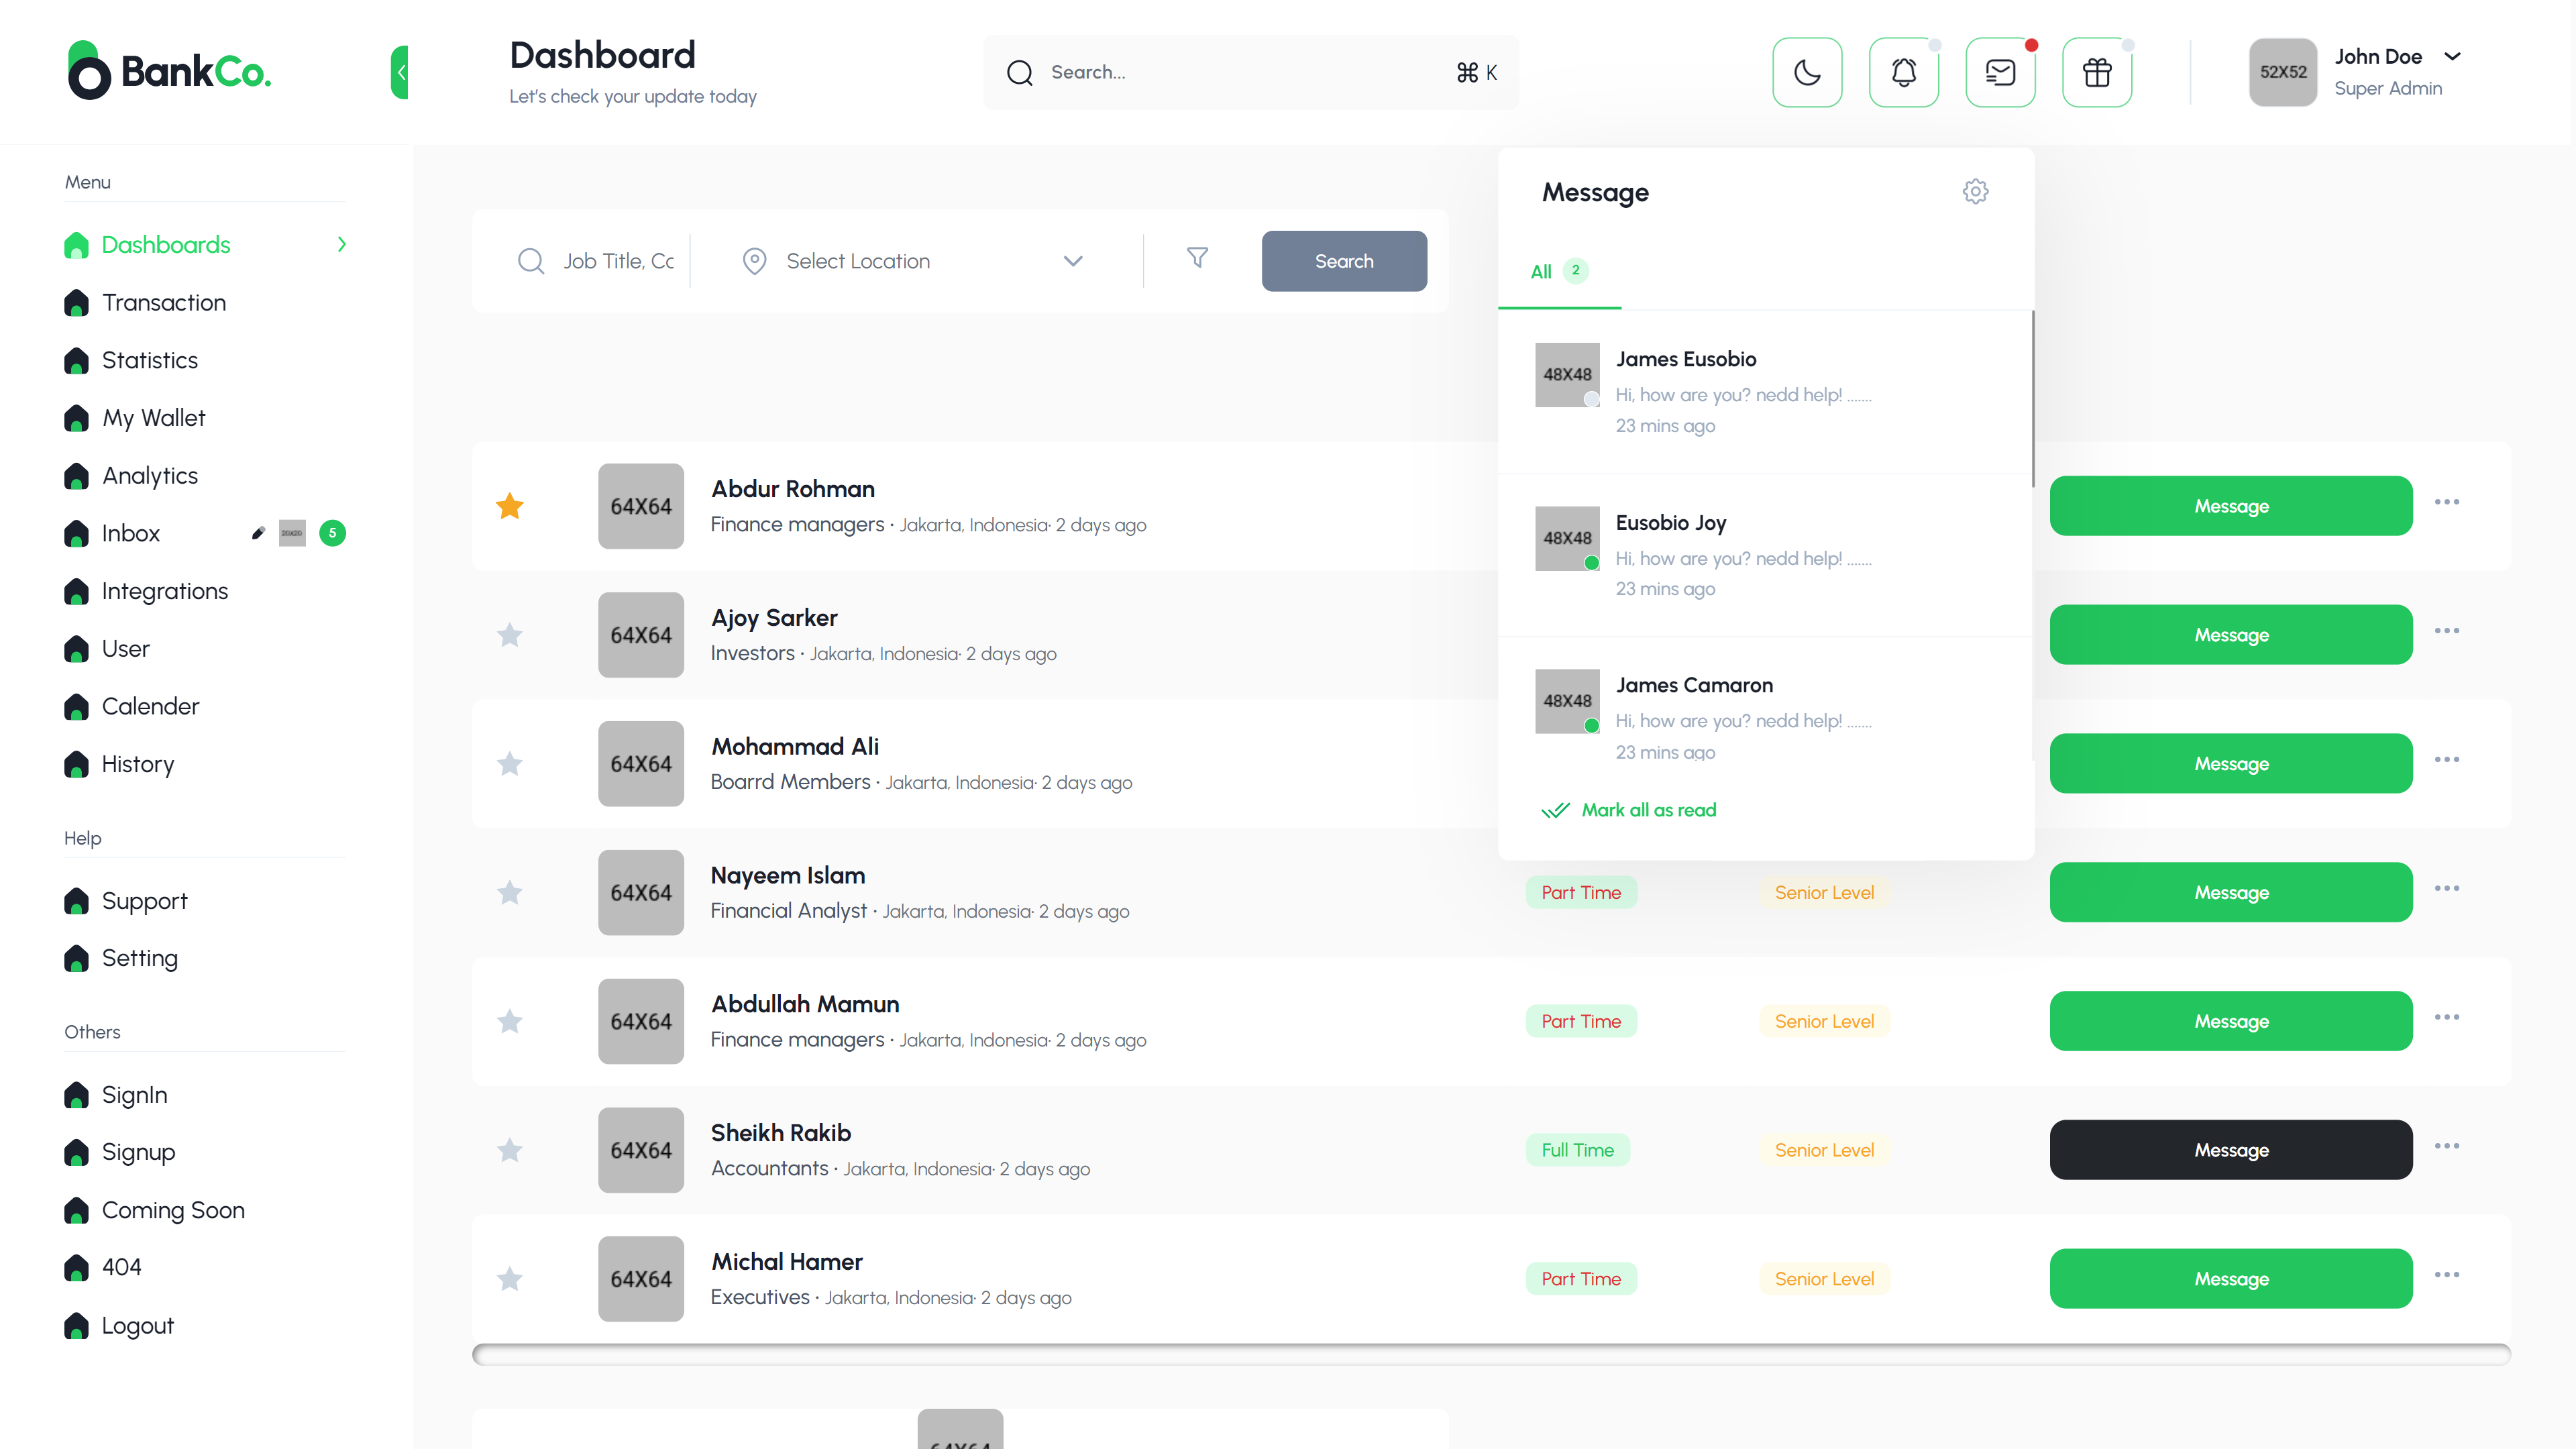 BankCo.
Dashboard
Let's check your update today
Search...
⌘ K
52X52
John Doe
Super Admin
Menu
Dashboards
Transaction
Statistics
My Wallet
Analytics
Inbox
5
Integrations
User
Calender
History
Help
Support
Setting
Others
SignIn
Signup
Coming Soon
404
Logout
Job Title, Co
Select Location
Search
Message
All 2
48X48
James Eusobio
Hi, how are you? nedd help! .......
23 mins ago
48X48
Eusobio Joy
Hi, how are you? nedd help! .......
23 mins ago
48X48
James Camaron
Hi, how are you? nedd help! .......
23 mins ago
Mark all as read
64X64
Abdur Rohman
Finance managers · Jakarta, Indonesia· 2 days ago
Message
64X64
Ajoy Sarker
Investors · Jakarta, Indonesia· 2 days ago
Message
64X64
Mohammad Ali
Boarrd Members · Jakarta, Indonesia· 2 days ago
Message
64X64
Nayeem Islam
Financial Analyst · Jakarta, Indonesia· 2 days ago
Part Time
Senior Level
Message
64X64
Abdullah Mamun
Finance managers · Jakarta, Indonesia· 2 days ago
Part Time
Senior Level
Message
64X64
Sheikh Rakib
Accountants · Jakarta, Indonesia· 2 days ago
Full Time
Senior Level
Message
64X64
Michal Hamer
Executives · Jakarta, Indonesia· 2 days ago
Part Time
Senior Level
Message
64X64